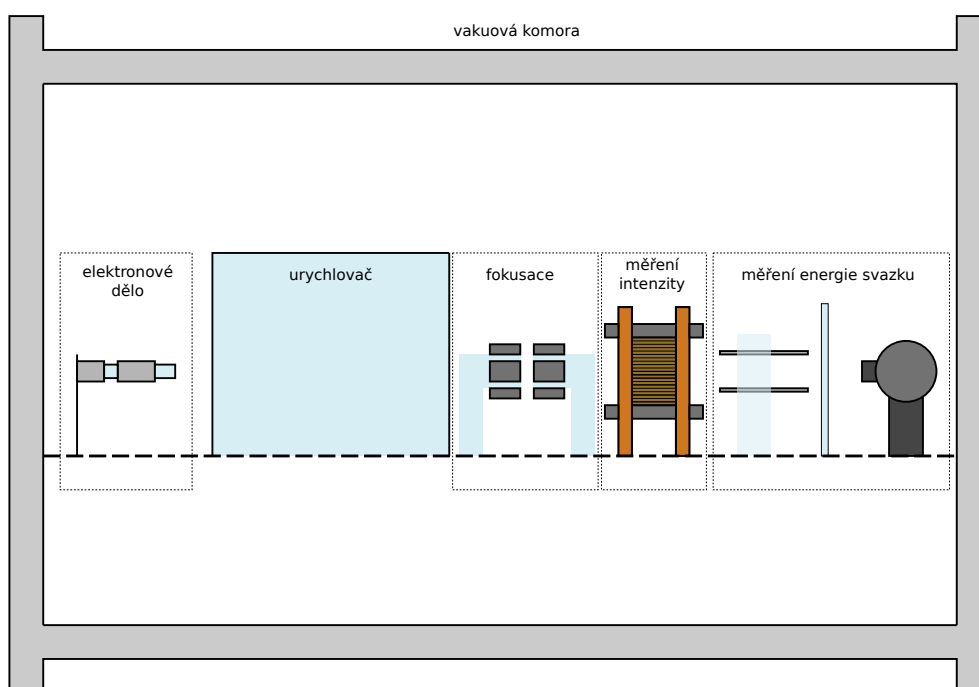 vakuová komora
elektronové
dělo
urychlovač
fokusace
měření
intenzity
měření energie svazku